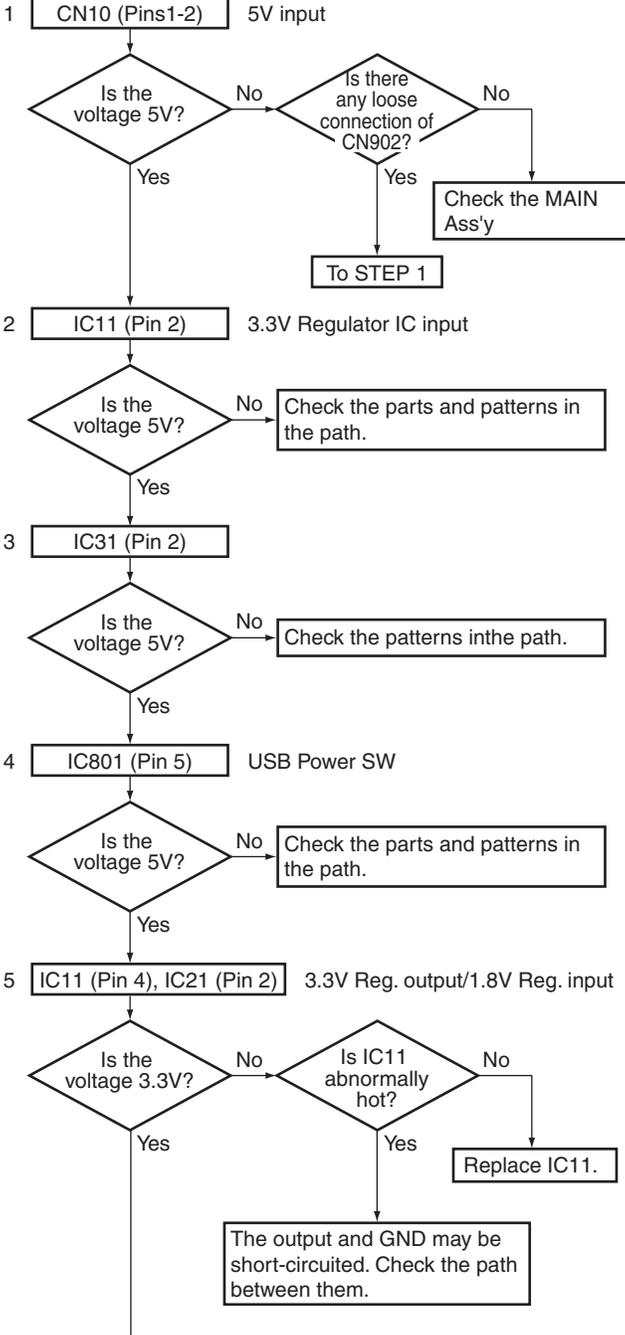 1 CN10 (Pins1-2) 5V input
Is the
voltage 5V?
No
Is there
any loose
connection of
CN902?
No
Yes
Yes
Check the MAIN
Ass'y
To STEP 1
2 IC11 (Pin 2) 3.3V Regulator IC input
Is the
voltage 5V?
No
Check the parts and patterns in
the path.
Yes
3 IC31 (Pin 2)
Is the
voltage 5V?
No
Check the patterns inthe path.
Yes
4 IC801 (Pin 5) USB Power SW
Is the
voltage 5V?
No
Check the parts and patterns in
the path.
Yes
5 IC11 (Pin 4), IC21 (Pin 2) 3.3V Reg. output/1.8V Reg. input
Is the
voltage 3.3V?
No
Is IC11
abnormally
hot?
No
Yes
Yes
Replace IC11.
The output and GND may be
short-circuited. Check the path
between them.